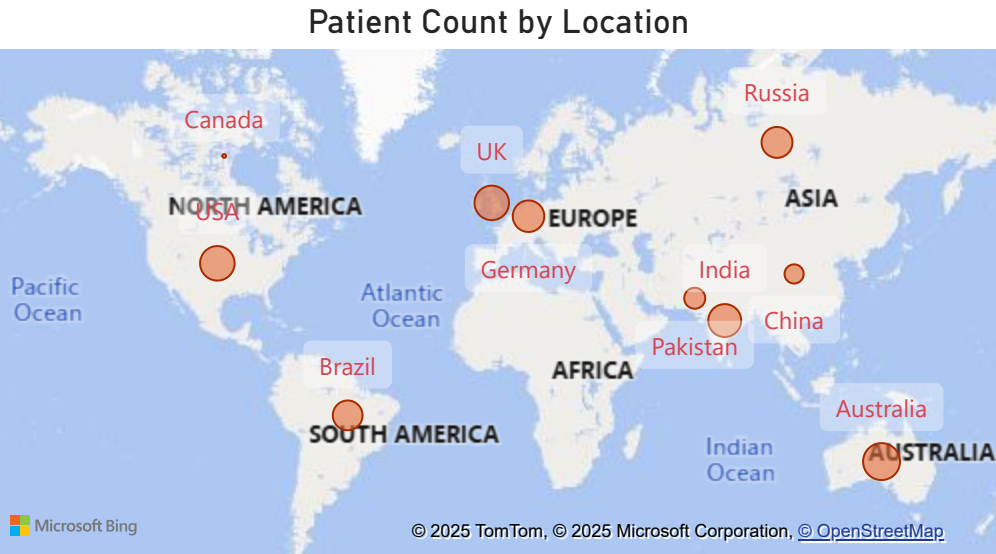 Patient Count by Location
Russia
Canada
UK
ASIA
NORTH AMERICA
USA
EUROPE
Germany
India
Pacific
Ocean
Atlantic
Ocean
China
Pakistan
Brazil
AFRICA
Australia
SOUTH AMERICA
Indian
Ocean
AUSTRALIA
Microsoft Bing
© 2025 TomTom, © 2025 Microsoft Corporation, © OpenStreetMap